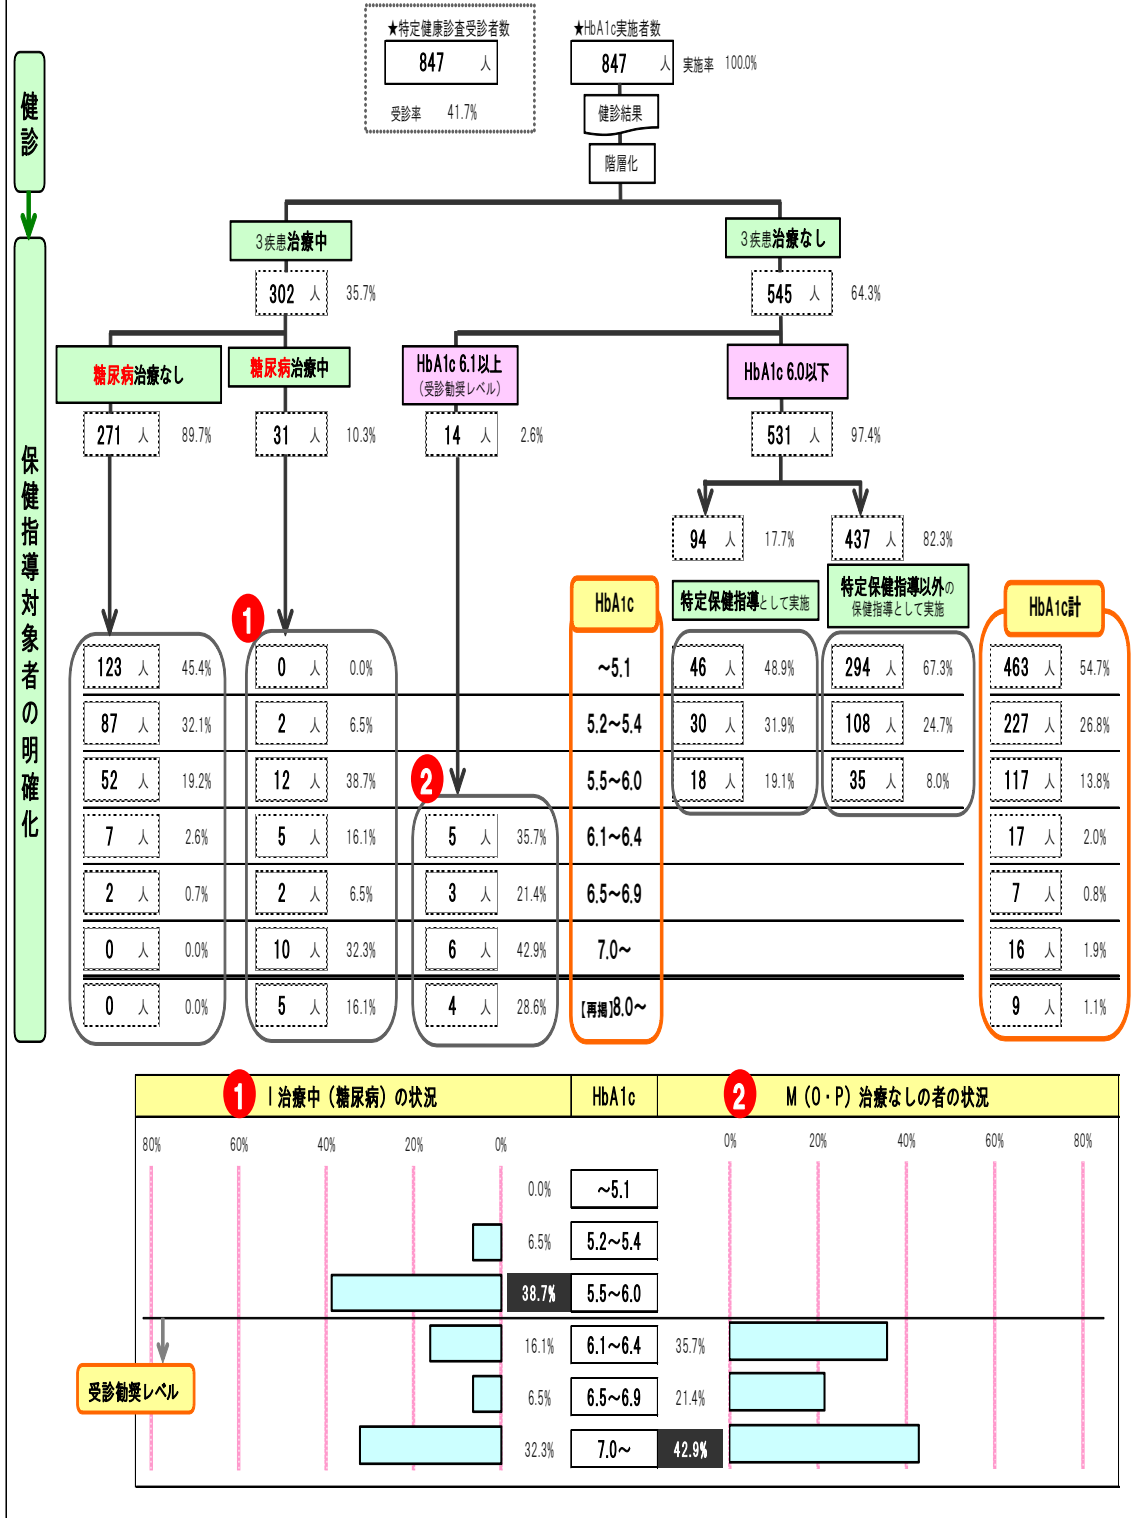 ★特定健康診査受診者数
847 人
受診率 41.7%
★HbA1c実施者数
847 人 実施率 100.0%
健診結果
階層化
健診
保健指導対象者の明確化
3疾患治療中
3疾患治療なし
302 人 35.7%
545 人 64.3%
糖尿病治療なし
糖尿病治療中
HbA1c 6.1以上
(受診勧奨レベル)
HbA1c 6.0以下
271 人 89.7%
31 人 10.3%
14 人 2.6%
531 人 97.4%
94 人 17.7%
437 人 82.3%
1
HbA1c
特定保健指導として実施
特定保健指導以外の
保健指導として実施
HbA1c計
123 人 45.4% 0 人 0.0% ～5.1 46 人 48.9% 294 人 67.3% 463 人 54.7%
87 人 32.1% 2 人 6.5% 5.2～5.4 30 人 31.9% 108 人 24.7% 227 人 26.8%
2
52 人 19.2% 12 人 38.7% 5.5～6.0 18 人 19.1% 35 人 8.0% 117 人 13.8%
7 人 2.6% 5 人 16.1% 5 人 35.7% 6.1～6.4 17 人 2.0%
2 人 0.7% 2 人 6.5% 3 人 21.4% 6.5～6.9 7 人 0.8%
0 人 0.0% 10 人 32.3% 6 人 42.9% 7.0～ 16 人 1.9%
0 人 0.0% 5 人 16.1% 4 人 28.6% 【再掲】8.0～ 9 人 1.1%
1 I 治療中（糖尿病）の状況 HbA1c 2 M（O・P）治療なしの者の状況
80% 60% 40% 20% 0% 0% 20% 40% 60% 80%
0.0% ～5.1
6.5% 5.2～5.4
38.7% 5.5～6.0
16.1% 6.1～6.4 35.7%
受診勧奨レベル
6.5% 6.5～6.9 21.4%
32.3% 7.0～ 42.9%